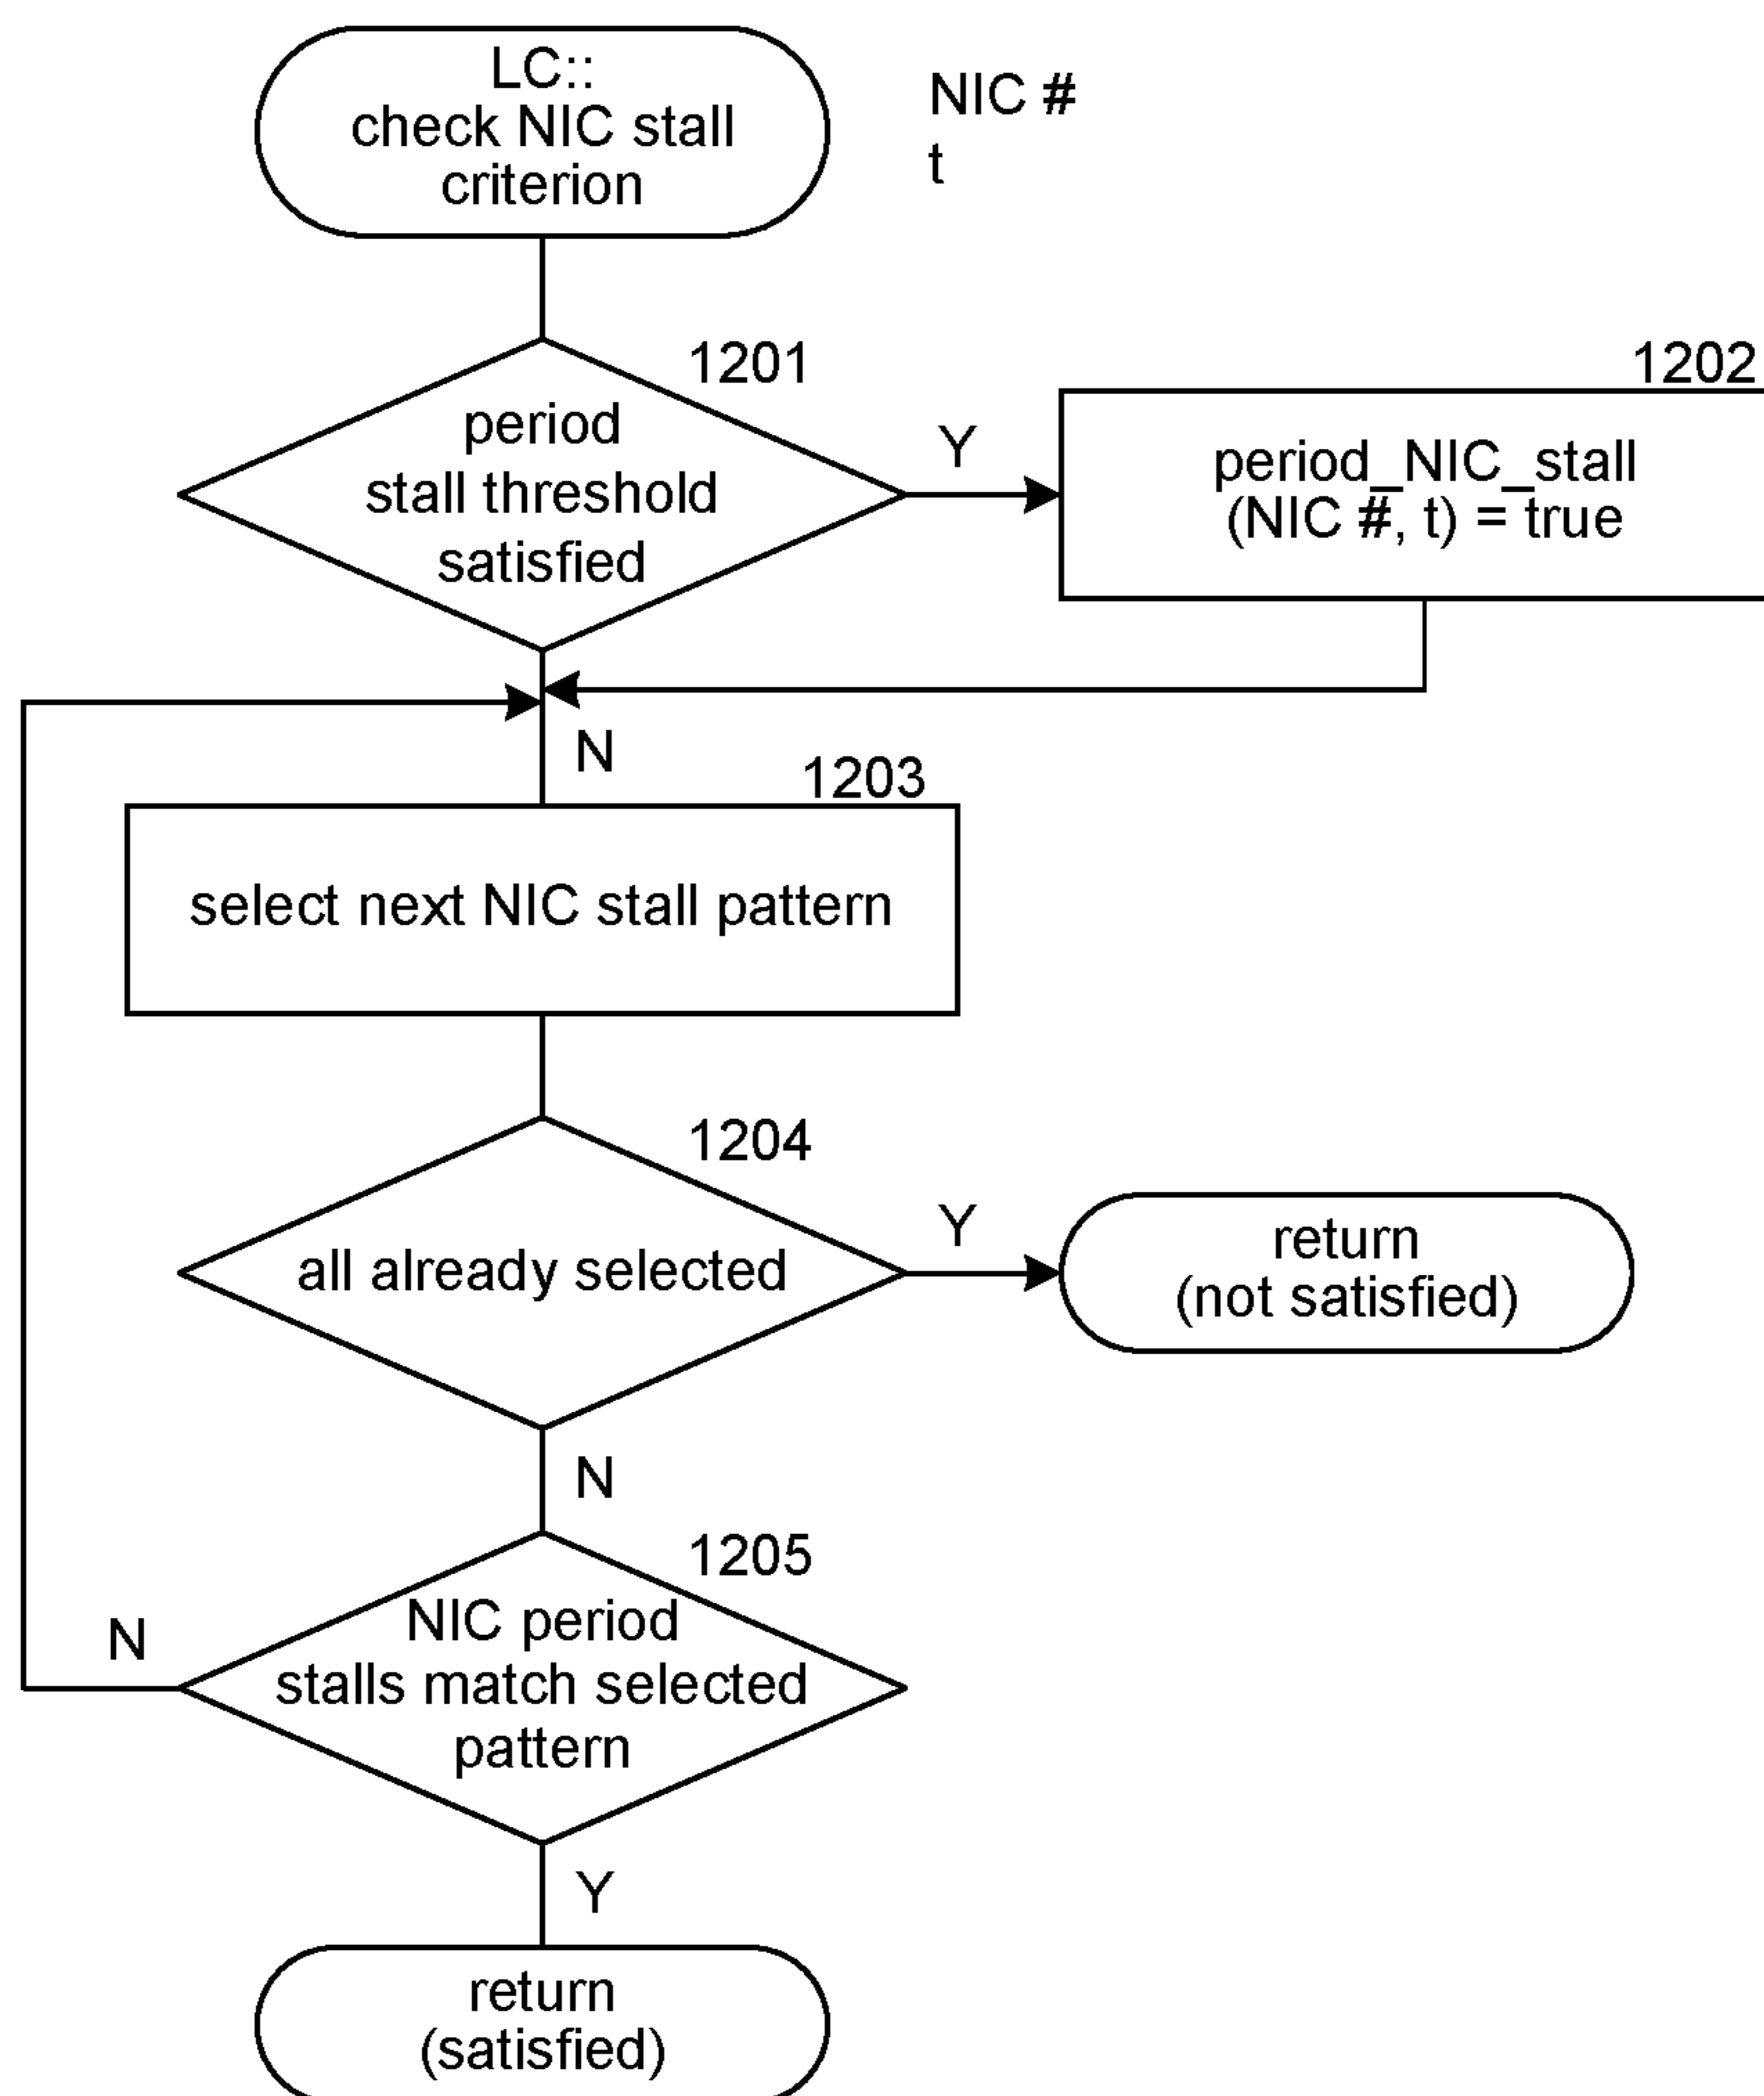 LC::
check NIC stall
criterion
NIC #
t
1201
period
stall threshold
satisfied
Y
1202
period_NIC_stall
(NIC #, t) = true
N
1203
select next NIC stall pattern
1204
all already selected
Y
return
(not satisfied)
N
1205
NIC period
stalls match selected
pattern
N
Y
return
(satisfied)